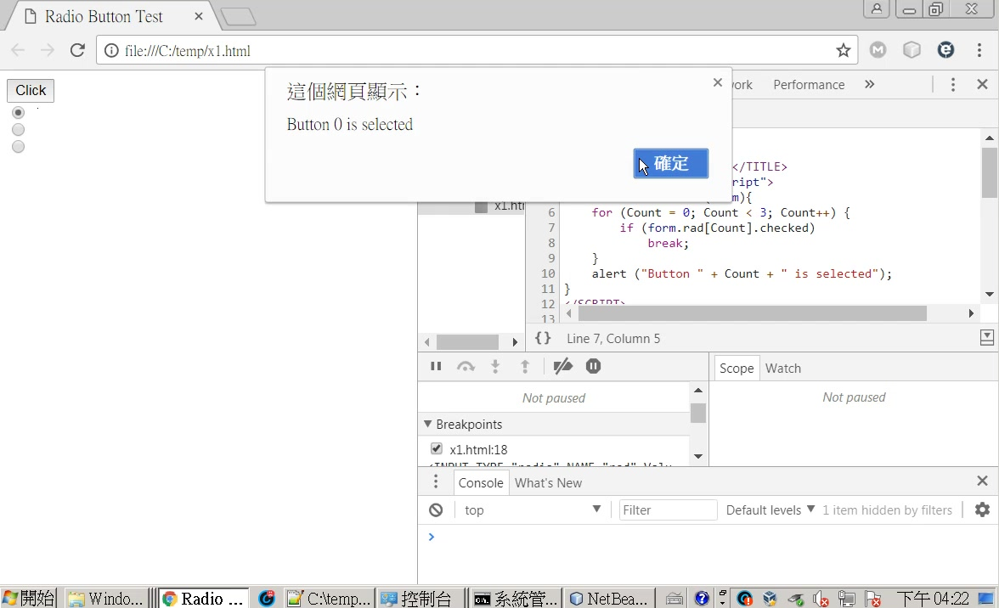 Radio Button Test
file:///C:/temp/x1.html
Click
這個網頁顯示：
Button 0 is selected
確定
ork
Performance
</TITLE>
ript">
m){
x1.htm
6 for (Count = 0; Count < 3; Count++) {
7 if (form.rad[Count].checked)
8 break;
9 }
10 alert ("Button " + Count + " is selected");
11 }
12 </SCRIPT>
13
{} Line 7, Column 5
Scope Watch
Not paused
Not paused
Breakpoints
x1.html:18
<INPUT TYPE="radio" NAME="rad" Valu…
Console What's New
top
Filter
Default levels
1 item hidden by filters
開始
Windo...
Radio ...
C:\temp...
控制台
系統管...
NetBea...
下午 04:22